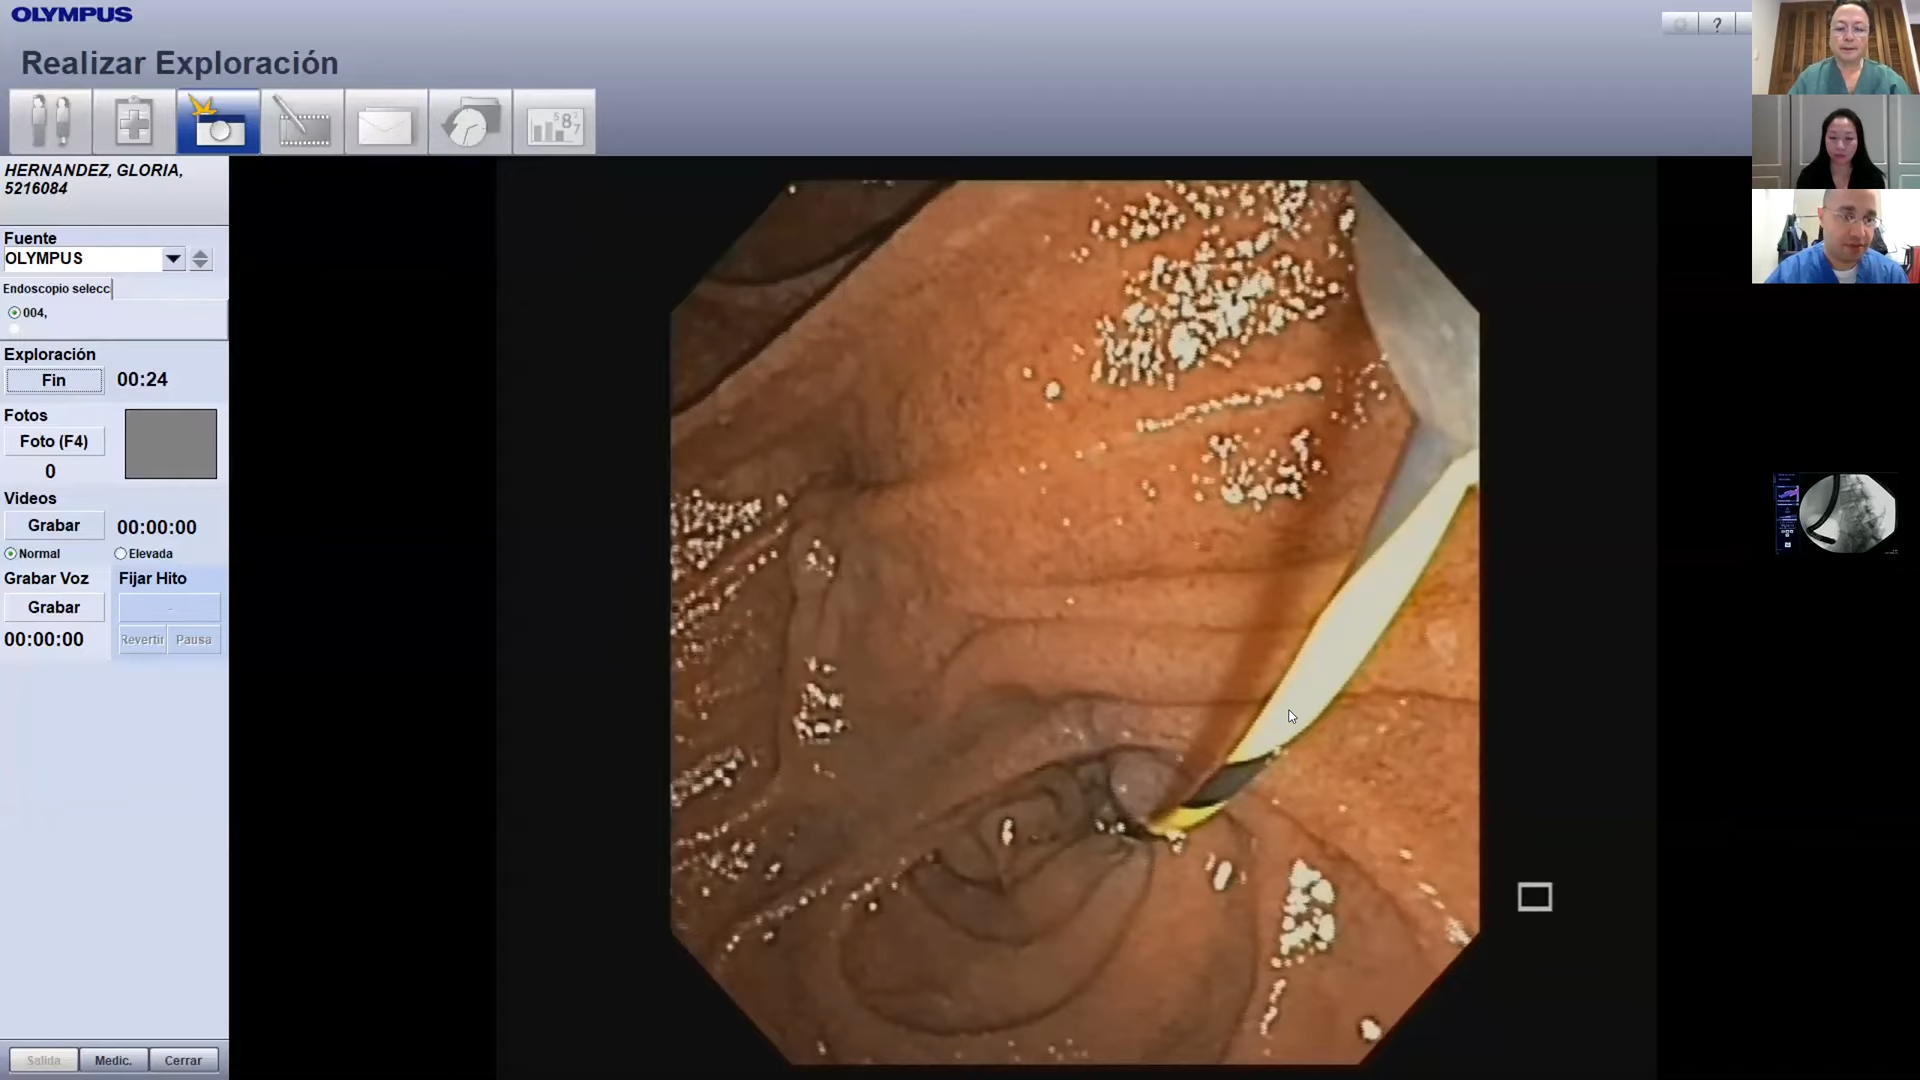 OLYMPUS
?
Realizar Exploración
HERNANDEZ, GLORIA,
5216084
Fuente
OLYMPUS
Endoscopio selecc
004,
Exploración
Fin 00:24
Fotos
Foto (F4)
0
Videos
Grabar 00:00:00
Normal Elevada
Grabar Voz Fijar Hito
Grabar -
00:00:00 Revertir Pausa
Salida Medic. Cerrar